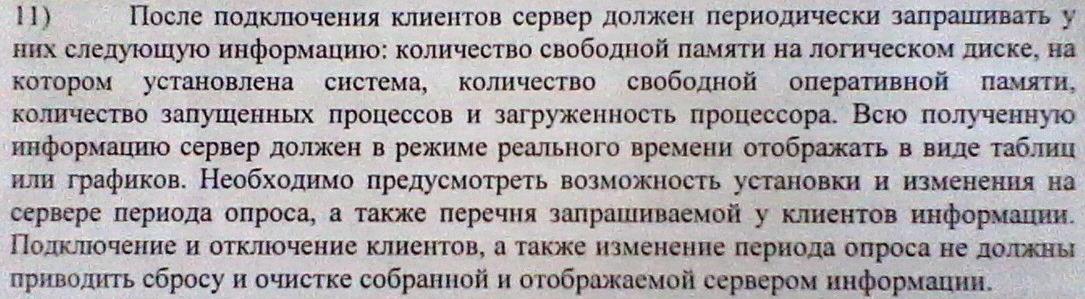 11) После подключения клиентов сервер должен периодически запрашивать у
них следующую информацию: количество свободной памяти на логическом диске, на
котором установлена система, количество свободной оперативной памяти,
количество запущенных процессов и загруженность процессора. Всю полученную
информацию сервер должен в режиме реального времени отображать в виде таблиц
или графиков. Необходимо предусмотреть возможность установки и изменения на
сервере периода опроса, а также перечня запрашиваемой у клиентов информации.
Подключение и отключение клиентов, а также изменение периода опроса не должны
приводить сбросу и очистке собранной и отображаемой сервером информации.